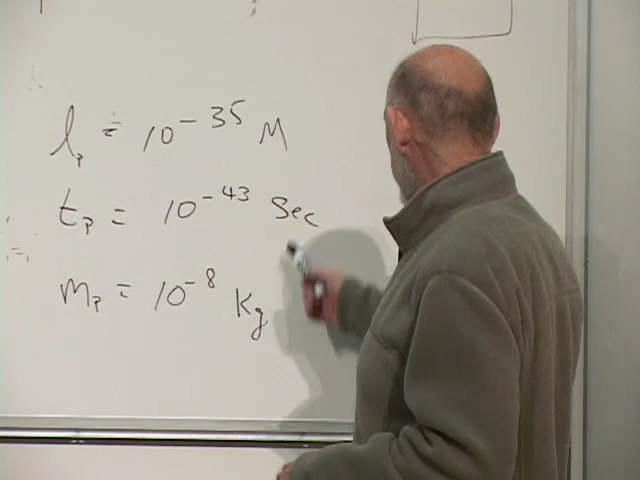 lₚ ≐ 10⁻³⁵ M
tₚ = 10⁻⁴³ Sec
mₚ = 10⁻⁸ Kg